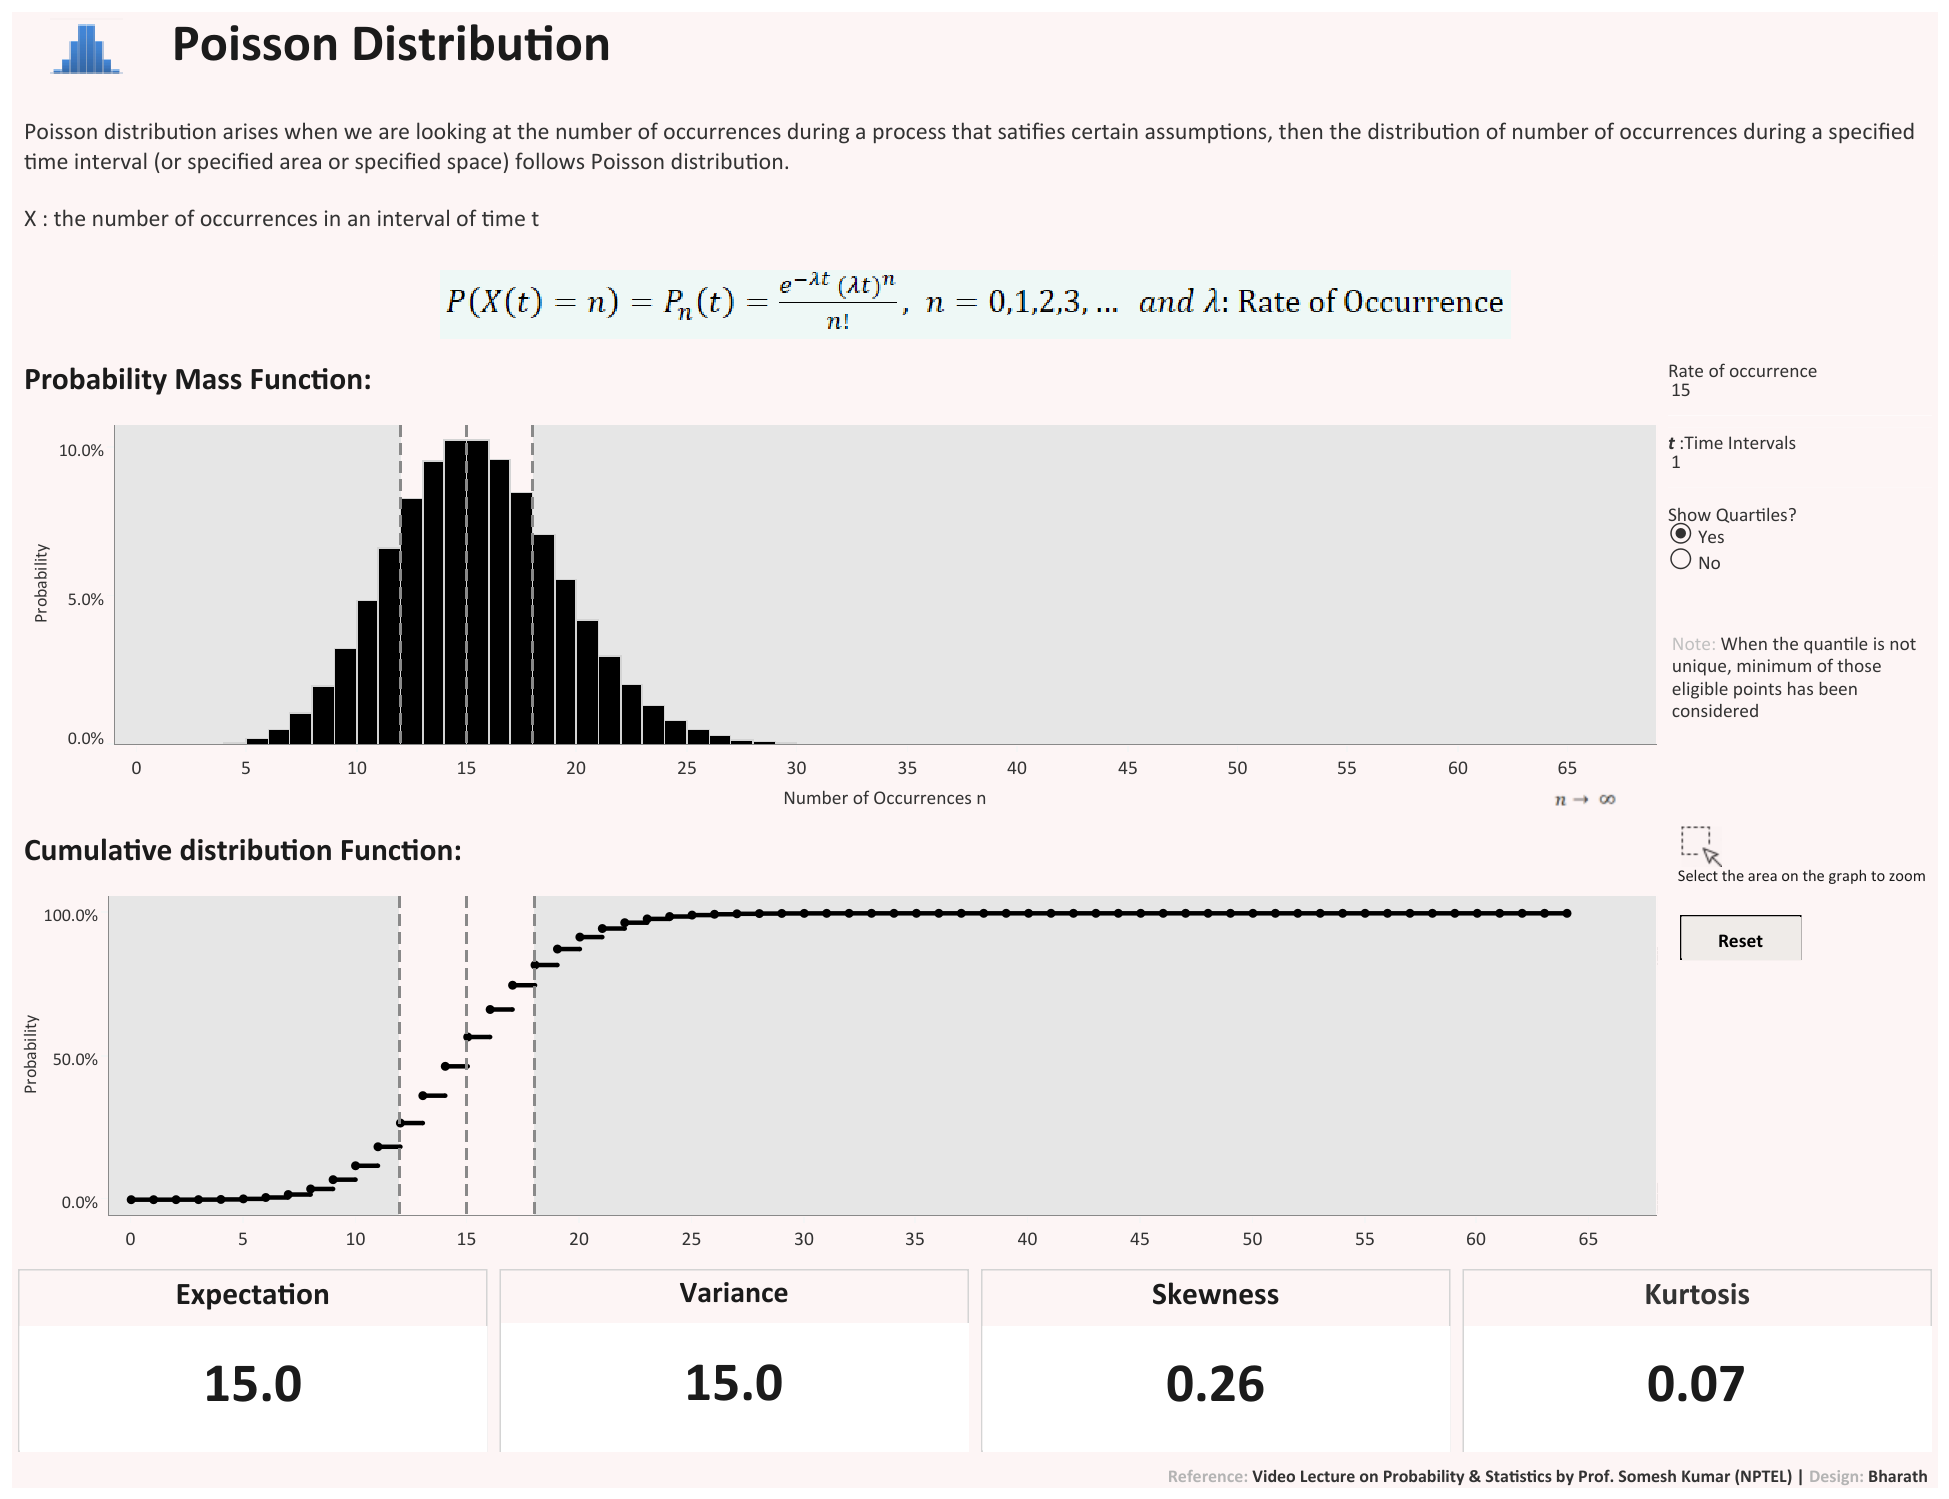 Poisson Distribution
Poisson distribution arises when we are looking at the number of occurrences during a process that satifies certain assumptions, then the distribution of number of occurrences during a specified
time interval (or specified area or specified space) follows Poisson distribution.
X : the number of occurrences in an interval of time t
P(X(t) = n) = Pₙ(t) = e^{−λt} (λt)^n / n!, n = 0,1,2,3, ... and λ: Rate of Occurrence
Probability Mass Function:
Rate of occurrence
15
t :Time Intervals
1
Show Quartiles?
Yes
No
Note: When the quantile is not
unique, minimum of those
eligible points has been
considered
10.0%
5.0%
0.0%
Probability
0 5 10 15 20 25 30 35 40 45 50 55 60 65
Number of Occurrences n
n → ∞
Cumulative distribution Function:
Select the area on the graph to zoom
Reset
100.0%
50.0%
0.0%
Probability
0 5 10 15 20 25 30 35 40 45 50 55 60 65
Expectation
15.0
Variance
15.0
Skewness
0.26
Kurtosis
0.07
Reference: Video Lecture on Probability & Statistics by Prof. Somesh Kumar (NPTEL) | Design: Bharath